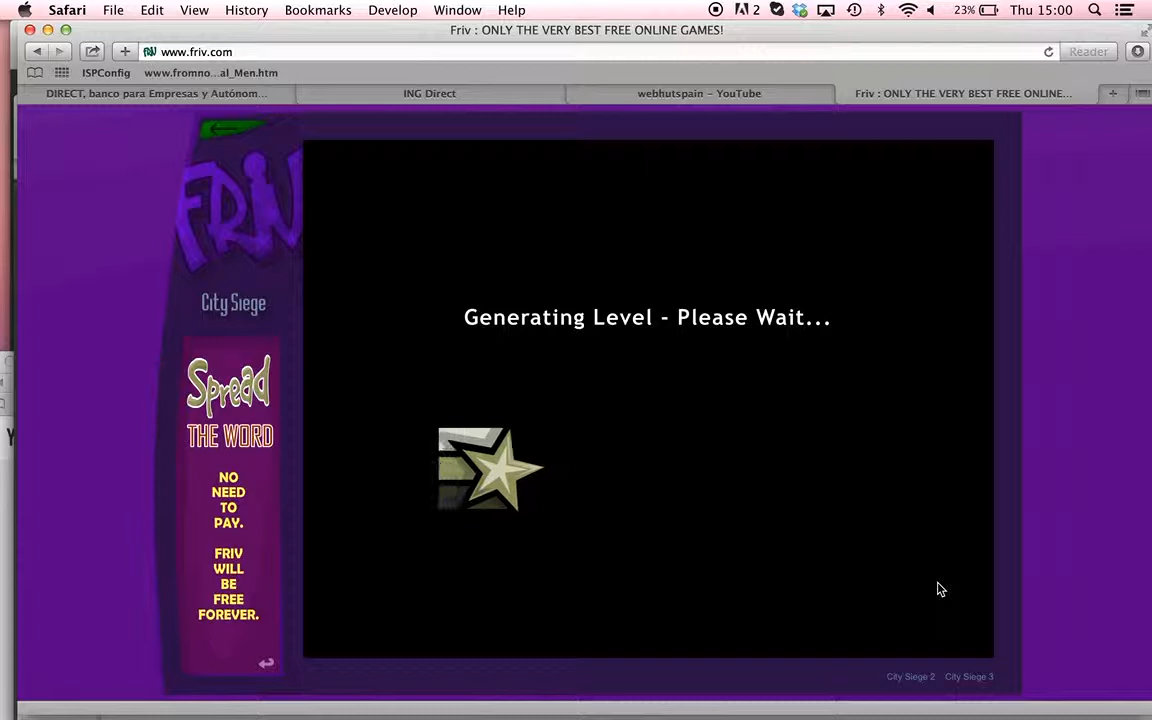 Safari File Edit View History Bookmarks Develop Window Help 2 23% Thu 15:00
Friv : ONLY THE VERY BEST FREE ONLINE GAMES!
www.friv.com Reader
ISPConfig www.fromno...al_Men.htm
DIRECT, banco para Empresas y Autónom... ING Direct webhutspain – YouTube Friv : ONLY THE VERY BEST FREE ONLINE...
FRIV
City Siege
Spread
THE WORD
NO
NEED
TO
PAY.
FRIV
WILL
BE
FREE
FOREVER.
Generating Level - Please Wait...
City Siege 2 City Siege 3